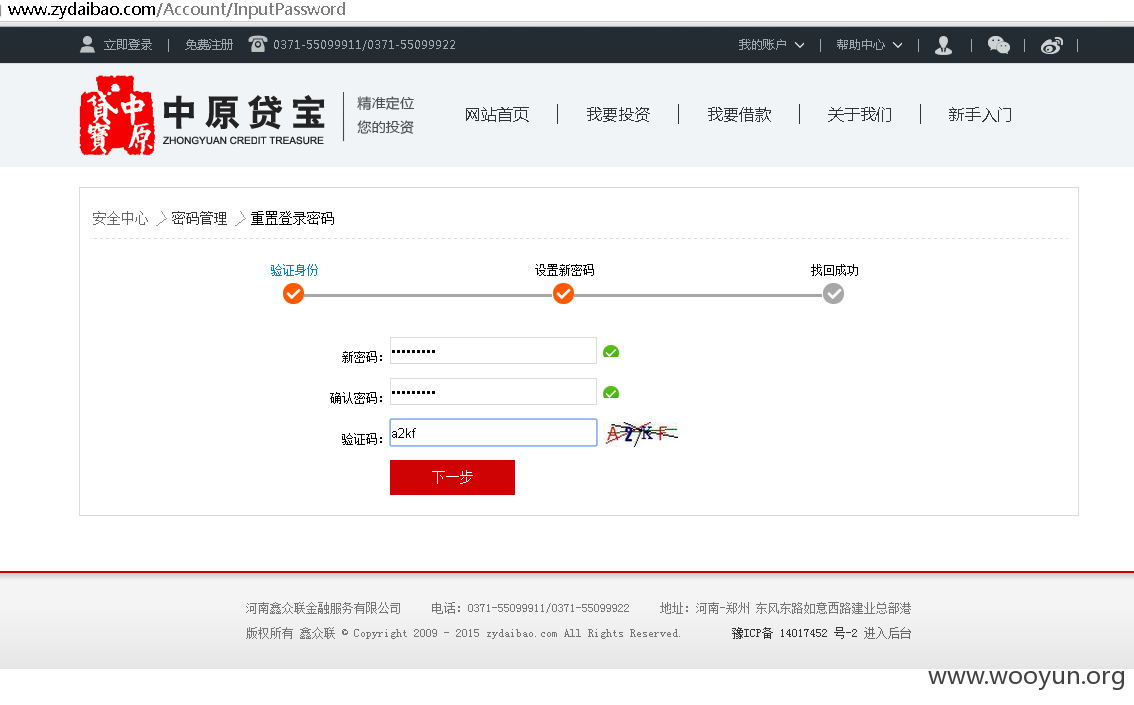 www.zydaibao.com/Account/InputPassword
立即登录 | 免费注册 0371-55099911/0371-55099922 我的账户 | 帮助中心 | | | |
中原貸寶 中原贷宝 精准定位 网站首页 | 我要投资 | 我要借款 | 关于我们 | 新手入门
ZHONGYUAN CREDIT TREASURE 您的投资
安全中心 密码管理 重置登录密码
验证身份 设置新密码 找回成功
新密码： •••••••••
确认密码： •••••••••
验证码： a2kf A27KF
下一步
河南鑫众联金融服务有限公司 电话：0371-55099911/0371-55099922 地址：河南-郑州 东风东路如意西路建业总部港
版权所有 鑫众联 © Copyright 2009 - 2015 zydaibao.com All Rights Reserved. 豫ICP备 14017452 号-2 进入后台
www.wooyun.org